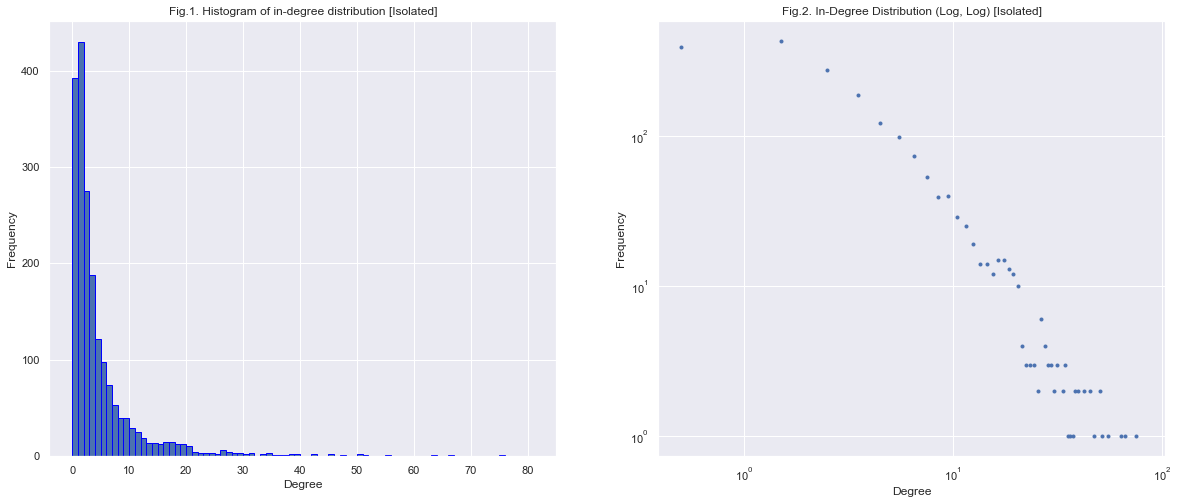 Fig.1. Histogram of in-degree distribution [Isolated]
Frequency
400
300
200
100
0
0 10 20 30 40 50 60 70 80
Degree
Fig.2. In-Degree Distribution (Log, Log) [Isolated]
Frequency
10²
10¹
10⁰
10⁰ 10¹ 10²
Degree